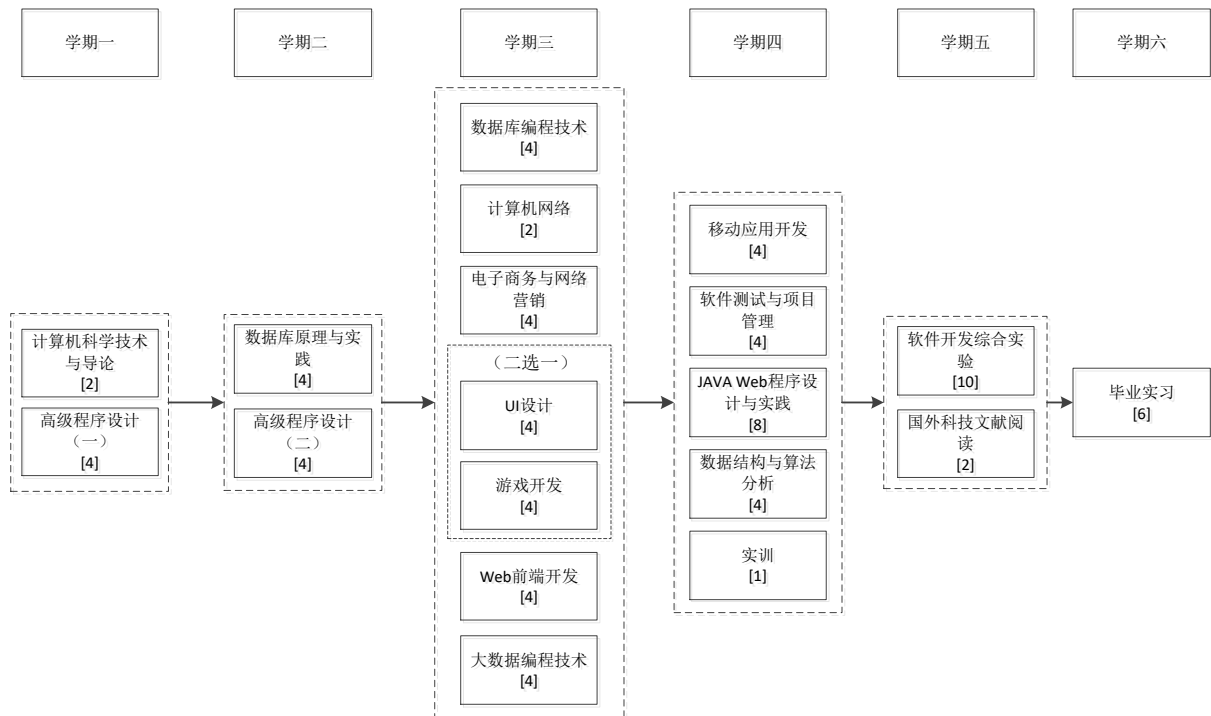 学期一
学期二
学期三
学期四
学期五
学期六
计算机科学技术
与导论
[2]
高级程序设计
（一）
[4]
数据库原理与实
践
[4]
高级程序设计
（二）
[4]
数据库编程技术
[4]
计算机网络
[2]
电子商务与网络
营销
[4]
（二选一）
UI设计
[4]
游戏开发
[4]
Web前端开发
[4]
大数据编程技术
[4]
移动应用开发
[4]
软件测试与项目
管理
[4]
JAVA Web程序设
计与实践
[8]
数据结构与算法
分析
[4]
实训
[1]
软件开发综合实
验
[10]
国外科技文献阅
读
[2]
毕业实习
[6]